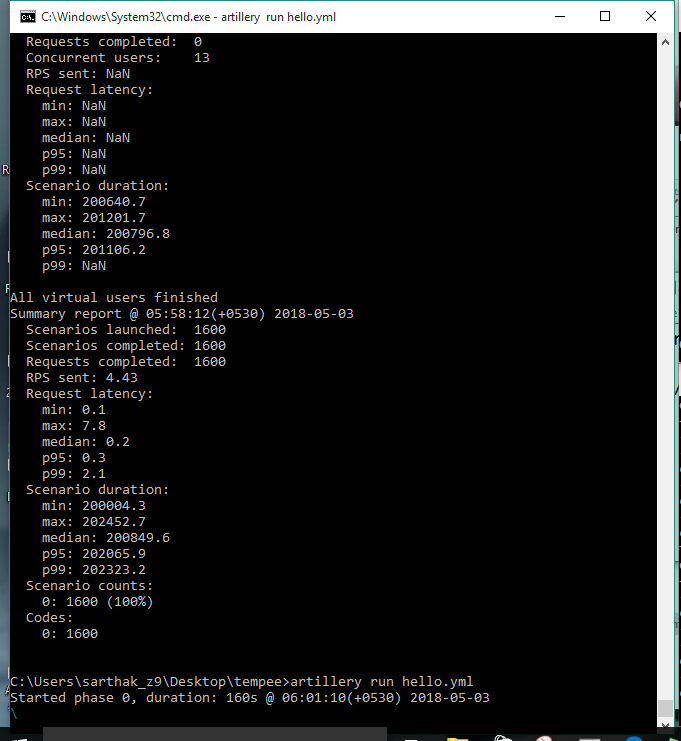 C:\Windows\System32\cmd.exe - artillery  run hello.yml
Requests completed:  0
Concurrent users:    13
RPS sent: NaN
Request latency:
min: NaN
max: NaN
median: NaN
p95: NaN
p99: NaN
Scenario duration:
min: 200640.7
max: 201201.7
median: 200796.8
p95: 201106.2
p99: NaN
All virtual users finished
Summary report @ 05:58:12(+0530) 2018-05-03
Scenarios launched:  1600
Scenarios completed: 1600
Requests completed:  1600
RPS sent: 4.43
Request latency:
min: 0.1
max: 7.8
median: 0.2
p95: 0.3
p99: 2.1
Scenario duration:
min: 200004.3
max: 202452.7
median: 200849.6
p95: 202065.9
p99: 202323.2
Scenario counts:
0: 1600 (100%)
Codes:
0: 1600
C:\Users\sarthak_z9\Desktop\tempee>artillery run hello.yml
Started phase 0, duration: 160s @ 06:01:10(+0530) 2018-05-03
\